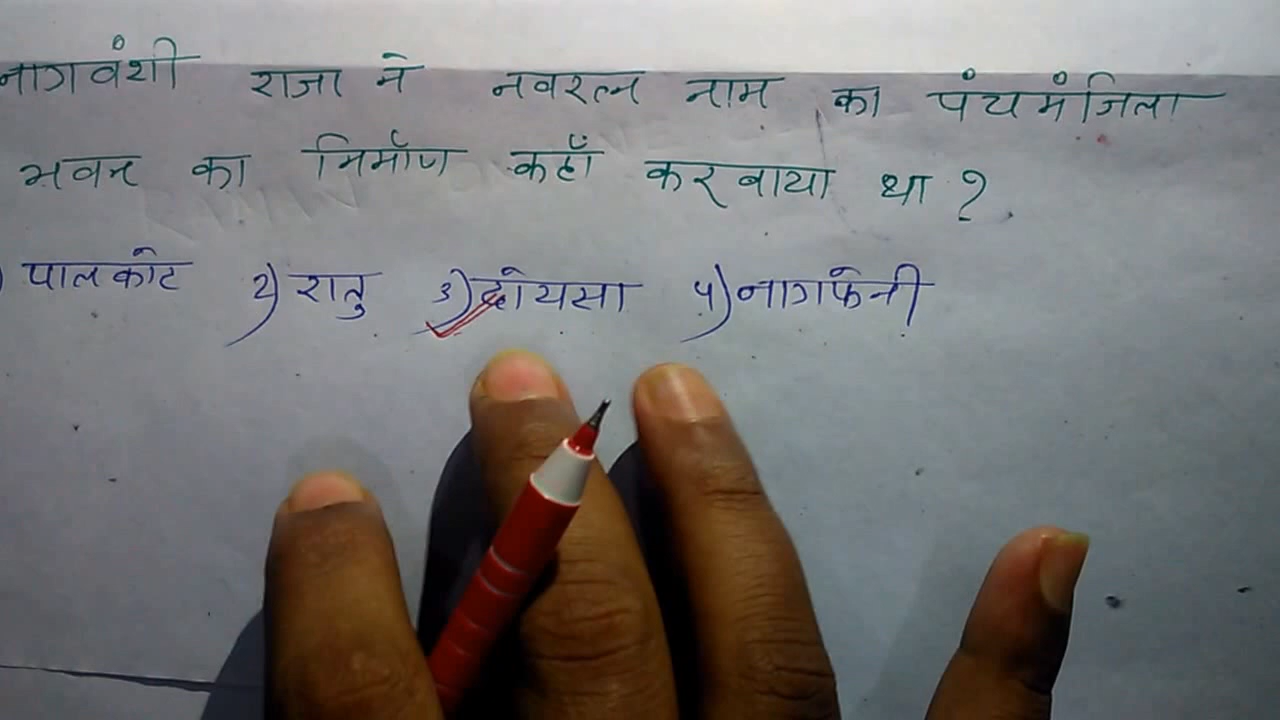 नागवंशी राजा ने नवरत्न नाम का पंचमंजिला
भवन का निर्माण कहाँ करवाया था ?
) पालकोट 2) रातु 3) दोयसा 4) नागफेनी